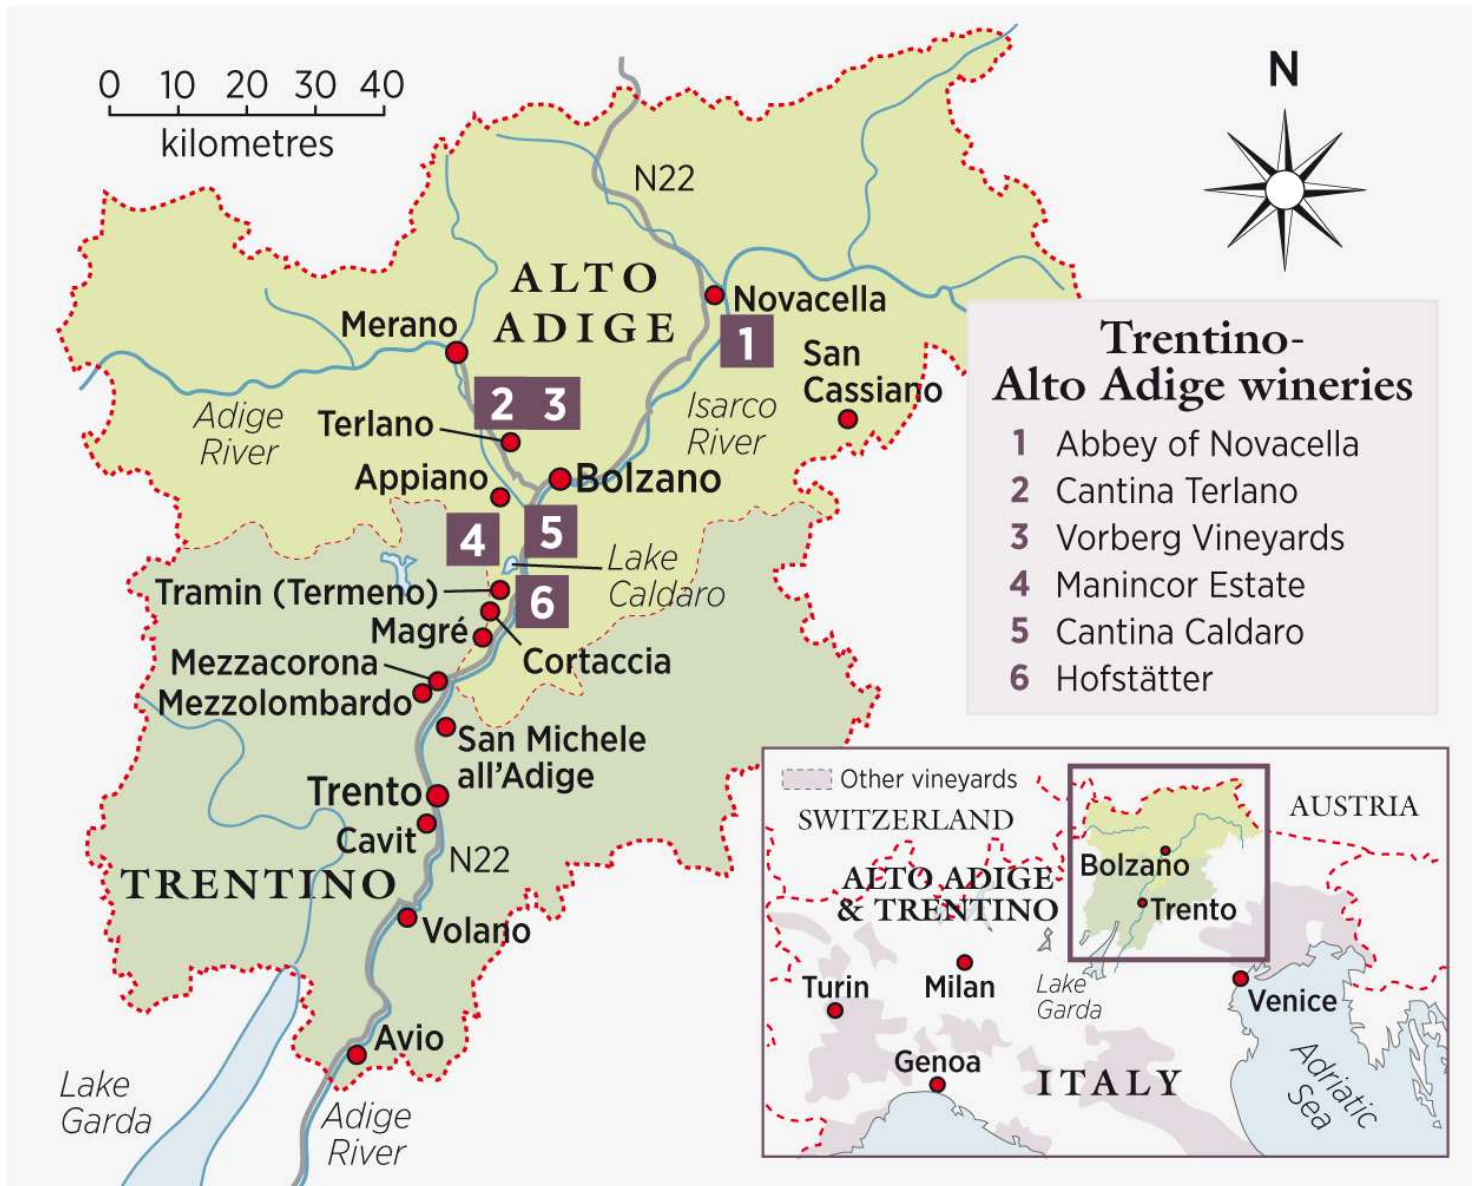 0 10 20 30 40
kilometres
N
N22
ALTO
ADIGE
Novacella
1
Merano
San
Cassiano
2 3
Adige
River
Terlano
Isarco
River
Appiano
Bolzano
4
5
Lake
Caldaro
Tramin (Termeno)
6
Magré
Cortaccia
Mezzacorona
Mezzolombardo
San Michele
all'Adige
Trento
Cavit
N22
TRENTINO
Volano
Avio
Lake
Garda
Adige
River
Trentino-
Alto Adige wineries
1 Abbey of Novacella
2 Cantina Terlano
3 Vorberg Vineyards
4 Manincor Estate
5 Cantina Caldaro
6 Hofstätter
Other vineyards
SWITZERLAND
AUSTRIA
ALTO ADIGE
& TRENTINO
Bolzano
Trento
Turin
Milan
Lake
Garda
Venice
Genoa
ITALY
Adriatic
Sea